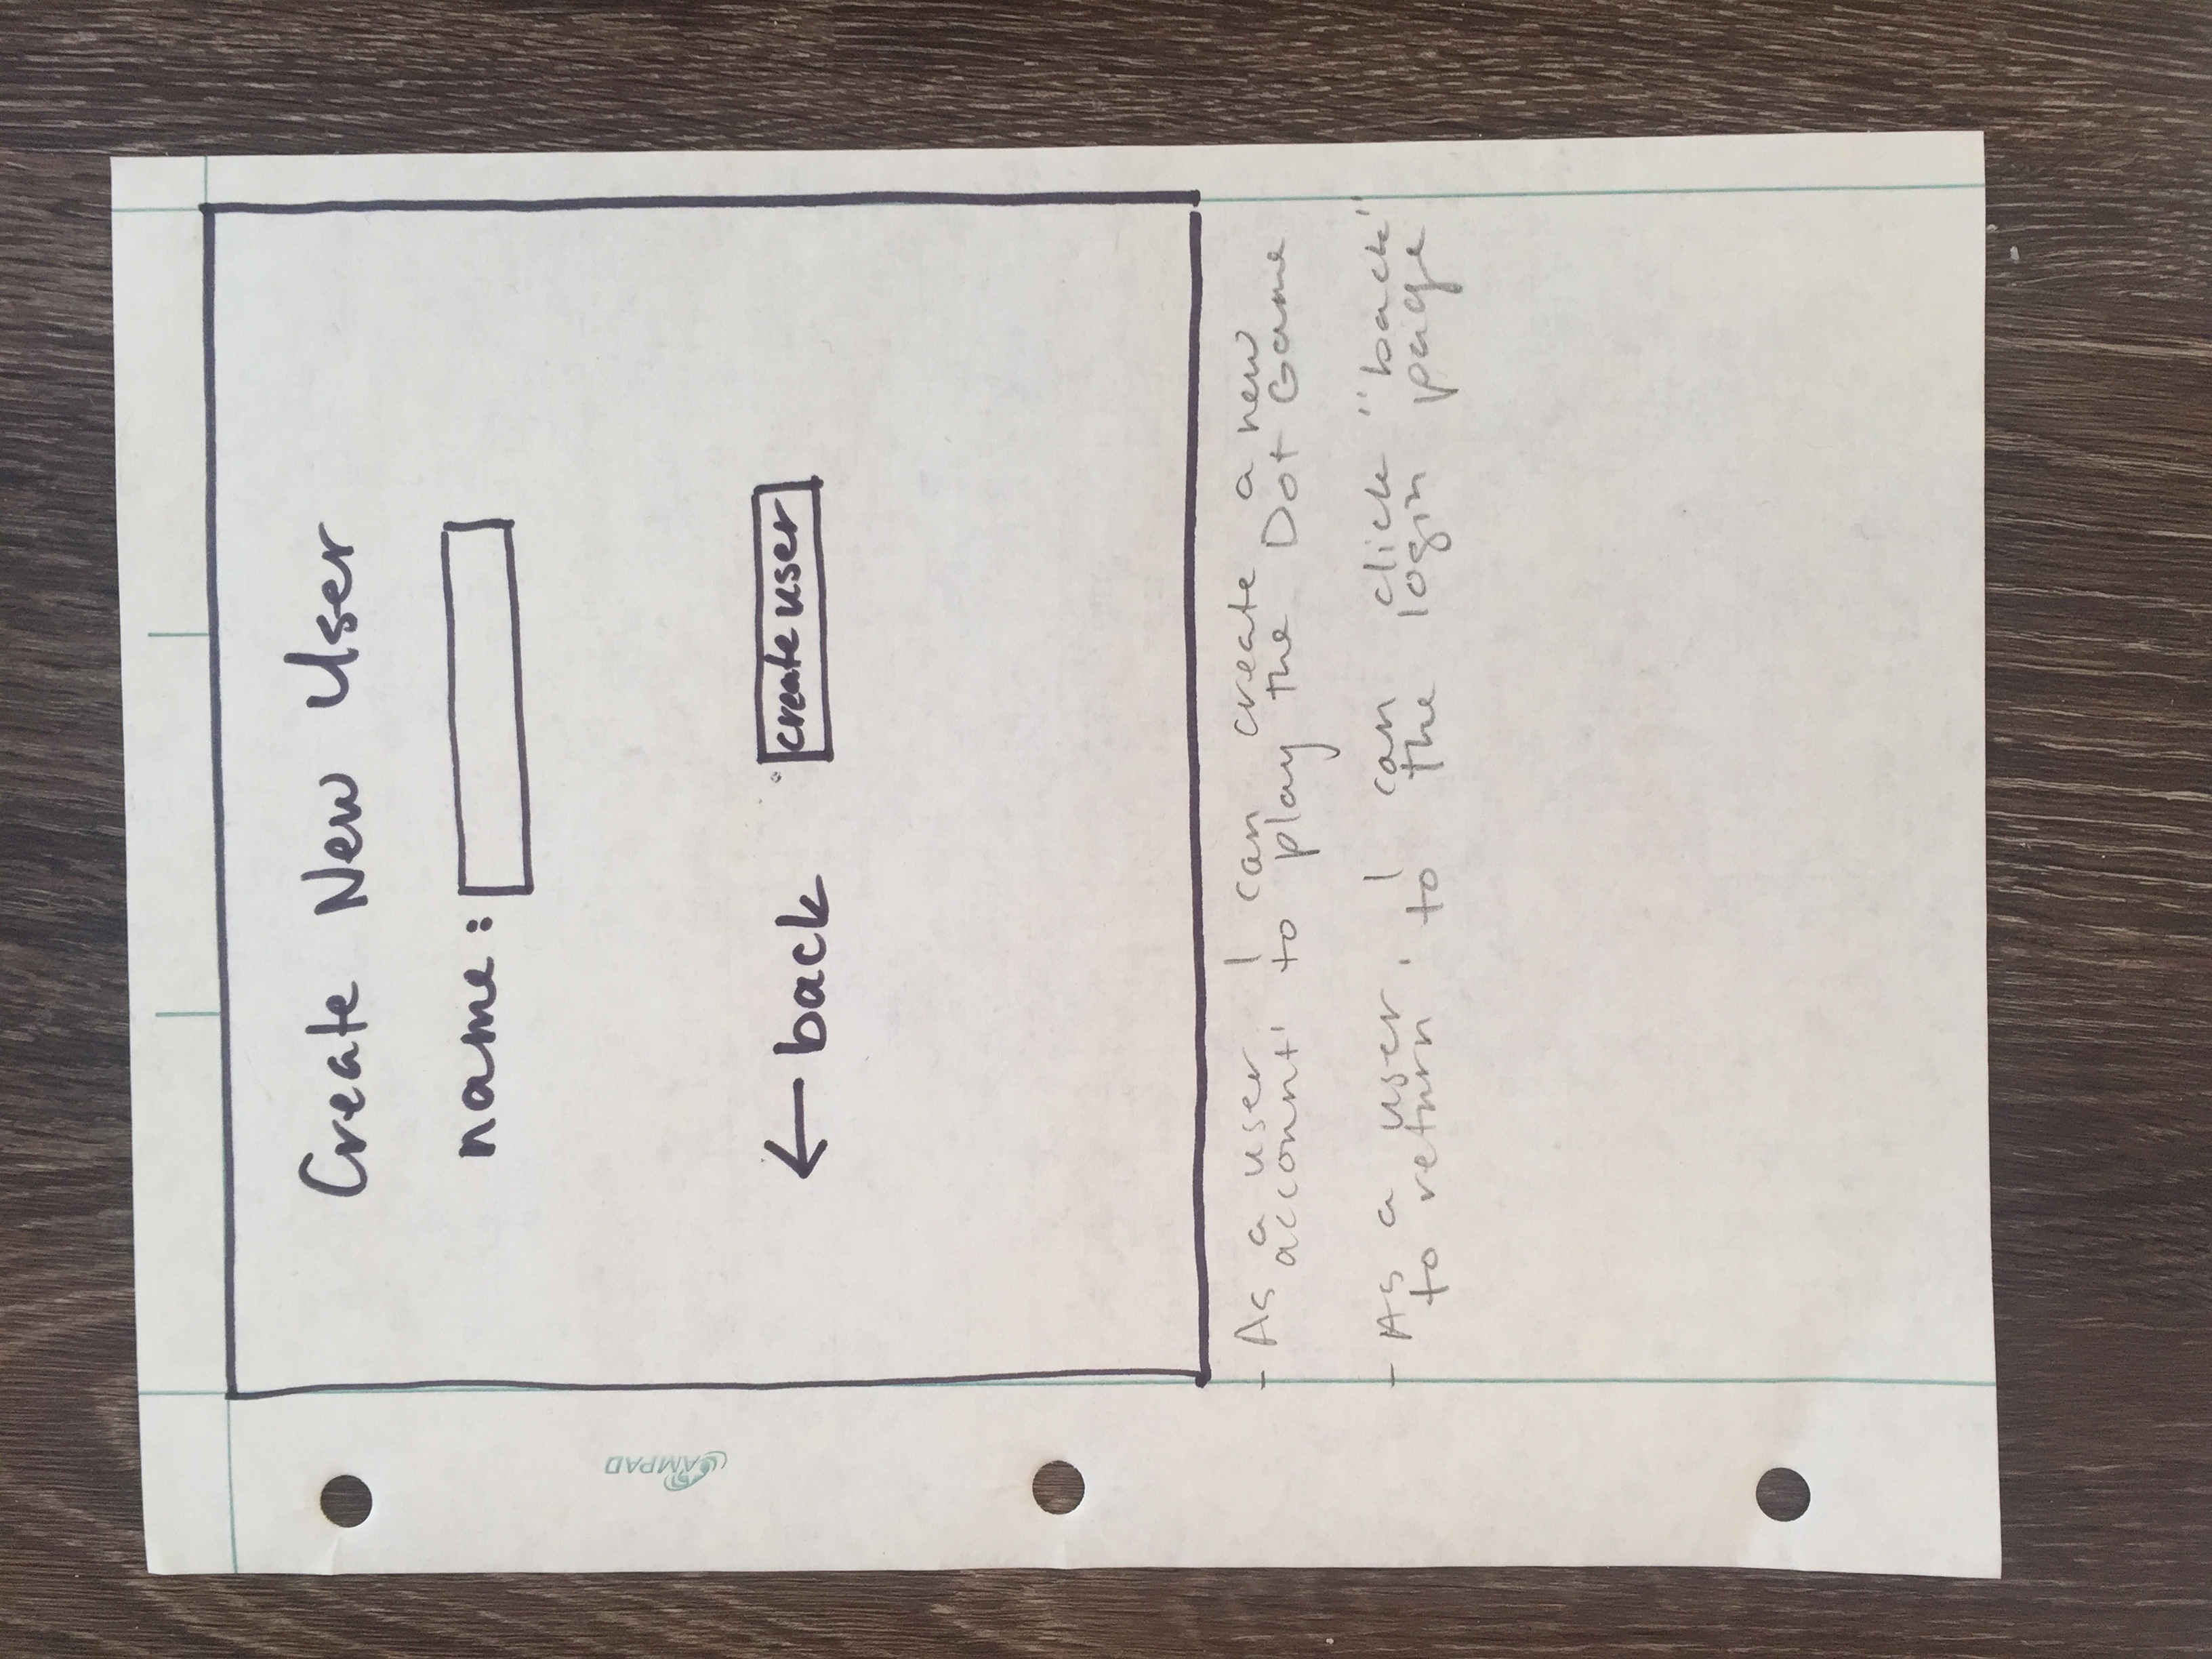 Create New User
name:
← back
create user
AMPAD
- As a user, I can create a new
account to play the Dot Game
- As a user, I can click "back"
to return to the login page